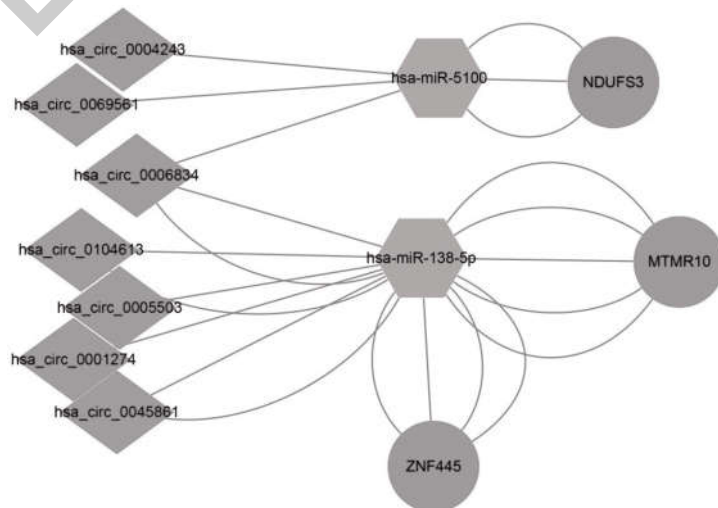 hsa_circ_0004243
hsa_circ_0069561
hsa-miR-5100
NDUFS3
hsa_circ_0006834
hsa_circ_0104613
hsa-miR-138-5p
MTMR10
hsa_circ_0005503
hsa_circ_0001274
hsa_circ_0045861
ZNF445